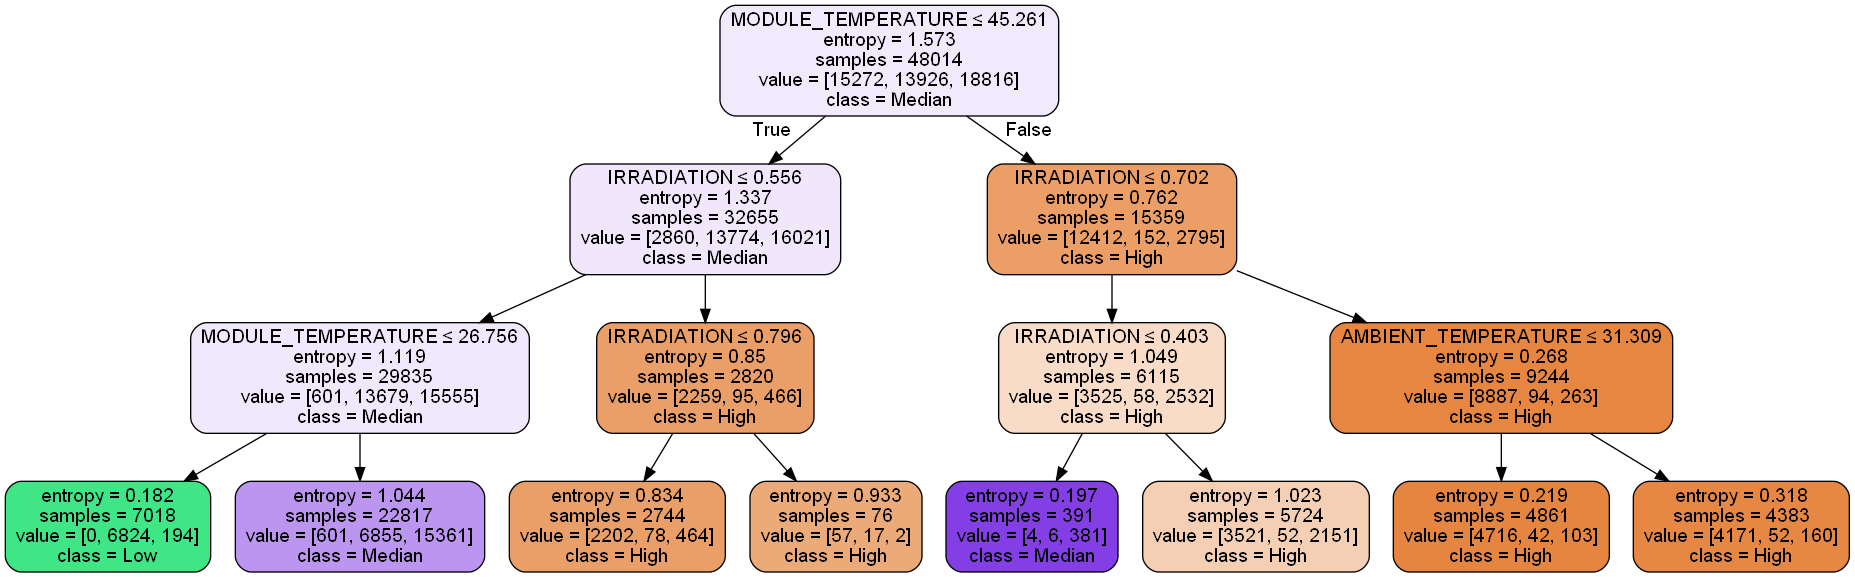 MODULE_TEMPERATURE ≤ 45.261
entropy = 1.573
samples = 48014
value = [15272, 13926, 18816]
class = Median
True
False
IRRADIATION ≤ 0.556
entropy = 1.337
samples = 32655
value = [2860, 13774, 16021]
class = Median
IRRADIATION ≤ 0.702
entropy = 0.762
samples = 15359
value = [12412, 152, 2795]
class = High
MODULE_TEMPERATURE ≤ 26.756
entropy = 1.119
samples = 29835
value = [601, 13679, 15555]
class = Median
IRRADIATION ≤ 0.796
entropy = 0.85
samples = 2820
value = [2259, 95, 466]
class = High
IRRADIATION ≤ 0.403
entropy = 1.049
samples = 6115
value = [3525, 58, 2532]
class = High
AMBIENT_TEMPERATURE ≤ 31.309
entropy = 0.268
samples = 9244
value = [8887, 94, 263]
class = High
entropy = 0.182
samples = 7018
value = [0, 6824, 194]
class = Low
entropy = 1.044
samples = 22817
value = [601, 6855, 15361]
class = Median
entropy = 0.834
samples = 2744
value = [2202, 78, 464]
class = High
entropy = 0.933
samples = 76
value = [57, 17, 2]
class = High
entropy = 0.197
samples = 391
value = [4, 6, 381]
class = Median
entropy = 1.023
samples = 5724
value = [3521, 52, 2151]
class = High
entropy = 0.219
samples = 4861
value = [4716, 42, 103]
class = High
entropy = 0.318
samples = 4383
value = [4171, 52, 160]
class = High